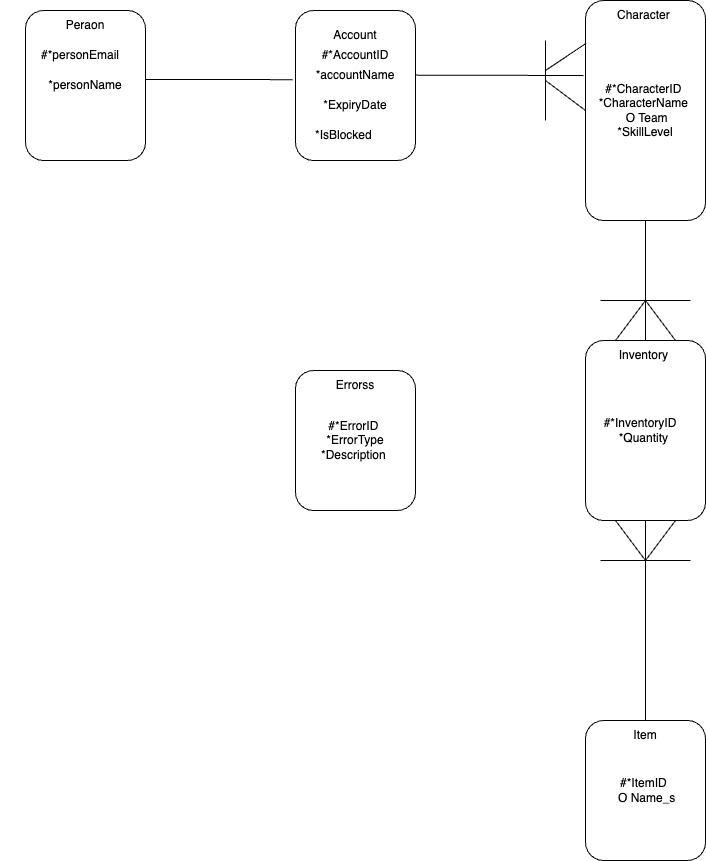 Peraon
#*personEmail
*personName
Account
#*AccountID
*accountName
*ExpiryDate
*IsBlocked
Character
#*CharacterID
*CharacterName
O Team
*SkillLevel
Errorss
#*ErrorID
*ErrorType
*Description
Inventory
#*InventoryID
*Quantity
Item
#*ItemID
O Name_s